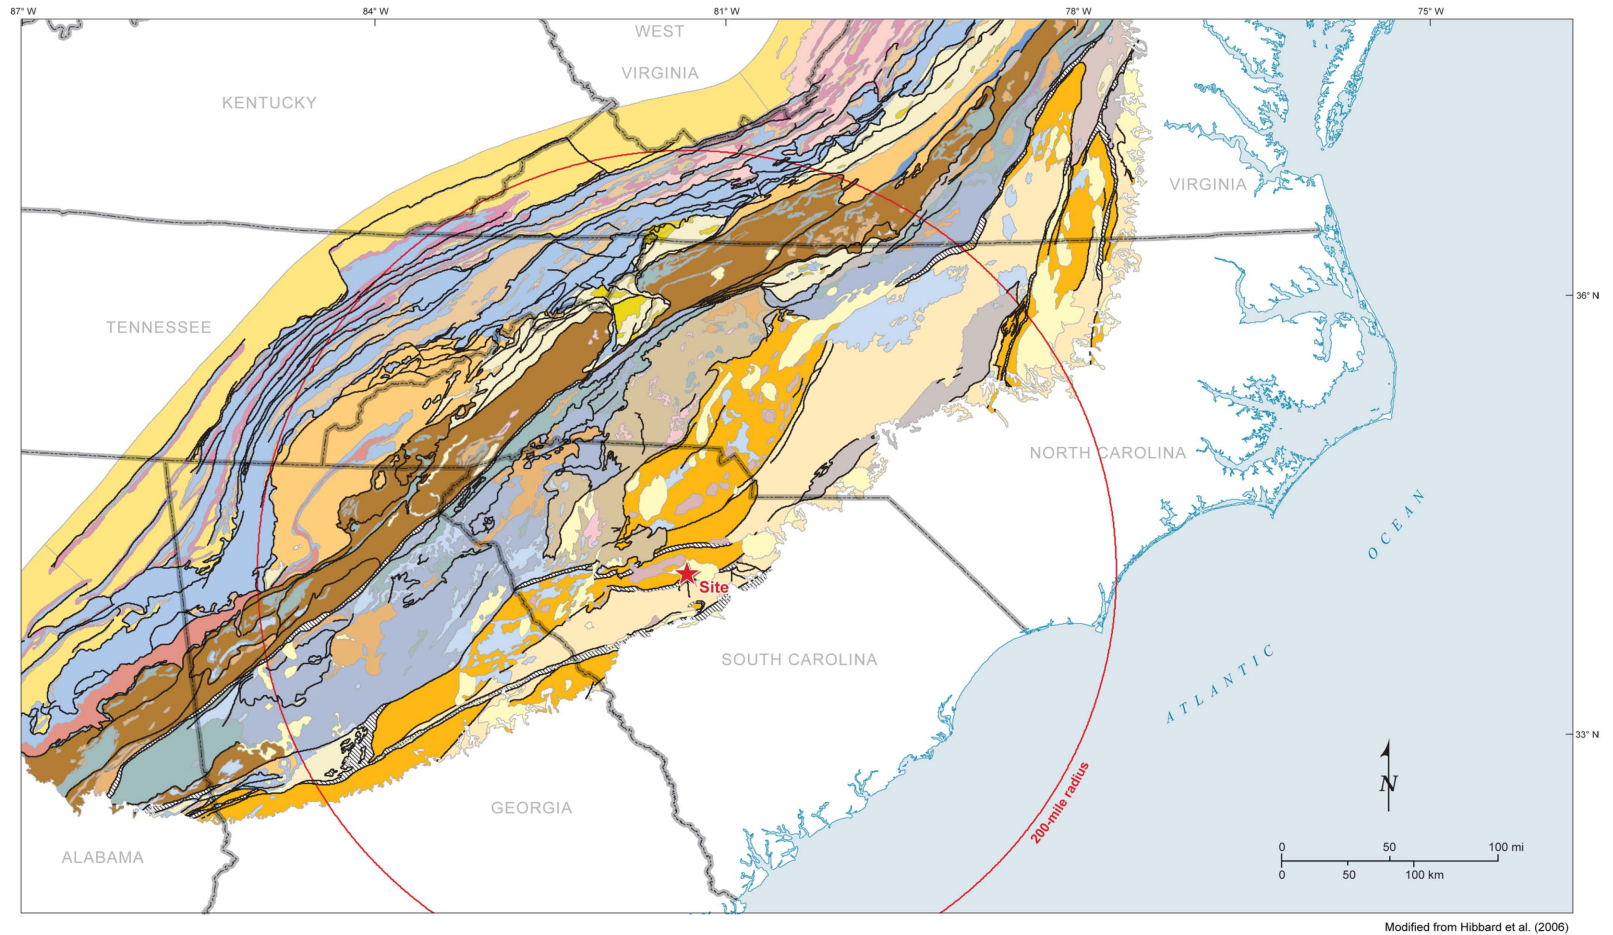 87° W
84° W
81° W
78° W
75° W
WEST
VIRGINIA
KENTUCKY
VIRGINIA
TENNESSEE
36° N
NORTH CAROLINA
OCEAN
Site
SOUTH CAROLINA
ATLANTIC
33° N
200-mile radius
N
GEORGIA
ALABAMA
0 50 100 mi
0 50 100 km
Modified from Hibbard et al. (2006)